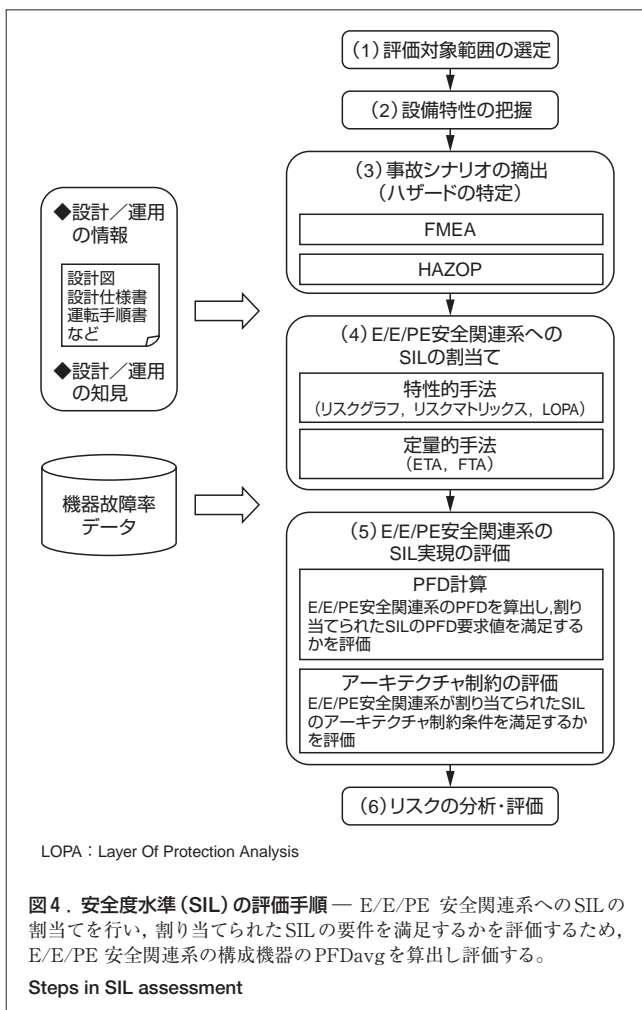 (1)評価対象範囲の選定
(2)設備特性の把握
(3)事故シナリオの摘出
(ハザードの特定)
FMEA
HAZOP
◆設計／運用
の情報
設計図
設計仕様書
運転手順書
など
◆設計／運用
の知見
(4)E/E/PE安全関連系への
SILの割当て
特性的手法
(リスクグラフ，リスクマトリックス，LOPA)
定量的手法
(ETA，FTA)
機器故障率
データ
(5)E/E/PE安全関連系の
SIL実現の評価
PFD計算
E/E/PE安全関連系のPFDを算出し,割り
当てられたSILのPFD要求値を満足する
かを評価
アーキテクチャ制約の評価
E/E/PE安全関連系が割り当てられたSIL
のアーキテクチャ制約条件を満足するか
を評価
(6)リスクの分析・評価
LOPA：Layer Of Protection Analysis
図4．安全度水準(SIL)の評価手順 — E/E/PE 安全関連系へのSILの
割当てを行い，割り当てられたSILの要件を満足するかを評価するため，
E/E/PE 安全関連系の構成機器のPFDavgを算出し評価する。
Steps in SIL assessment